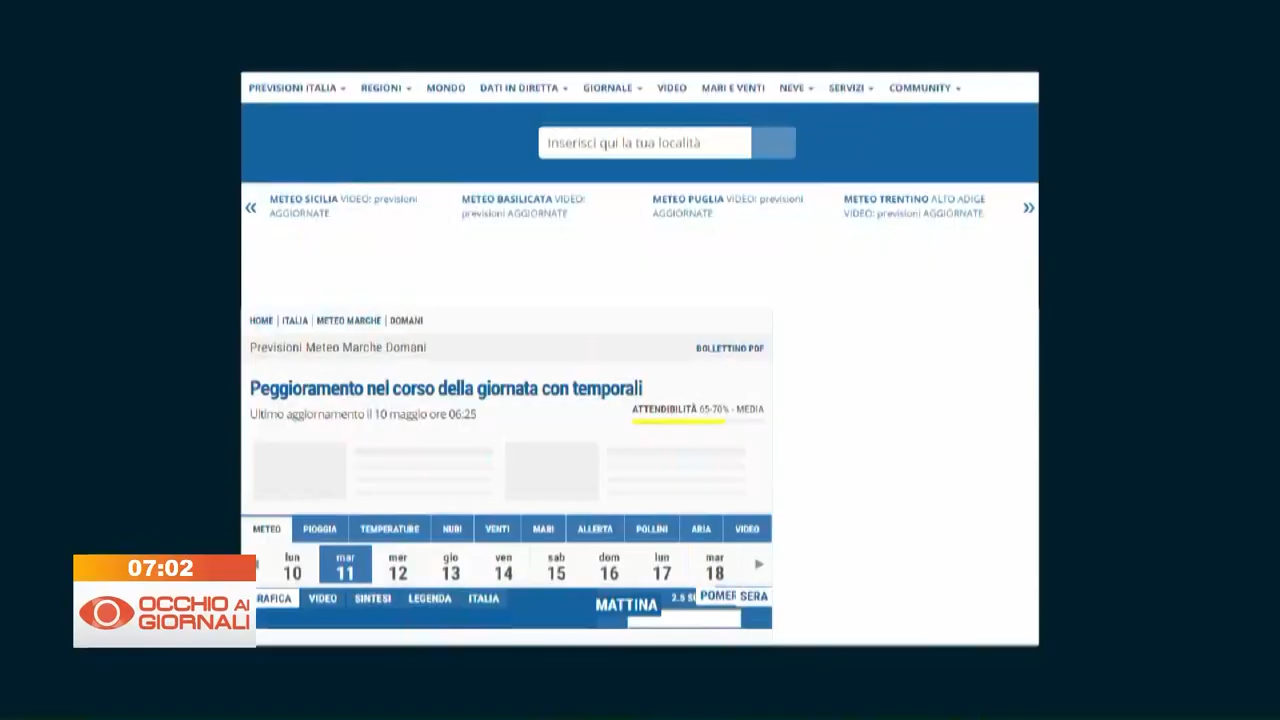 PREVISIONI ITALIA REGIONI MONDO DATI IN DIRETTA GIORNALE VIDEO MARI E VENTI NEVE SERVIZI COMMUNITY
Inserisci qui la tua località
« METEO SICILIA VIDEO: previsioni METEO BASILICATA VIDEO: METEO PUGLIA VIDEO: previsioni METEO TRENTINO ALTO ADIGE »
AGGIORNATE previsioni AGGIORNATE AGGIORNATE VIDEO: previsioni AGGIORNATE
HOME | ITALIA | METEO MARCHE | DOMANI
Previsioni Meteo Marche Domani BOLLETTINO PDF
Peggioramento nel corso della giornata con temporali
Ultimo aggiornamento il 10 maggio ore 06:25 ATTENDIBILITÀ 65-70% - MEDIA
METEO PIOGGIA TEMPERATURE NUBI VENTI MARI ALLERTA POLLINI ARIA VIDEO
lun mar mer gio ven sab dom lun mar
10 11 12 13 14 15 16 17 18
RAFICA VIDEO SINTESI LEGENDA ITALIA MATTINA 2.5 POMER SERA
07:02
OCCHIO AI
GIORNALI